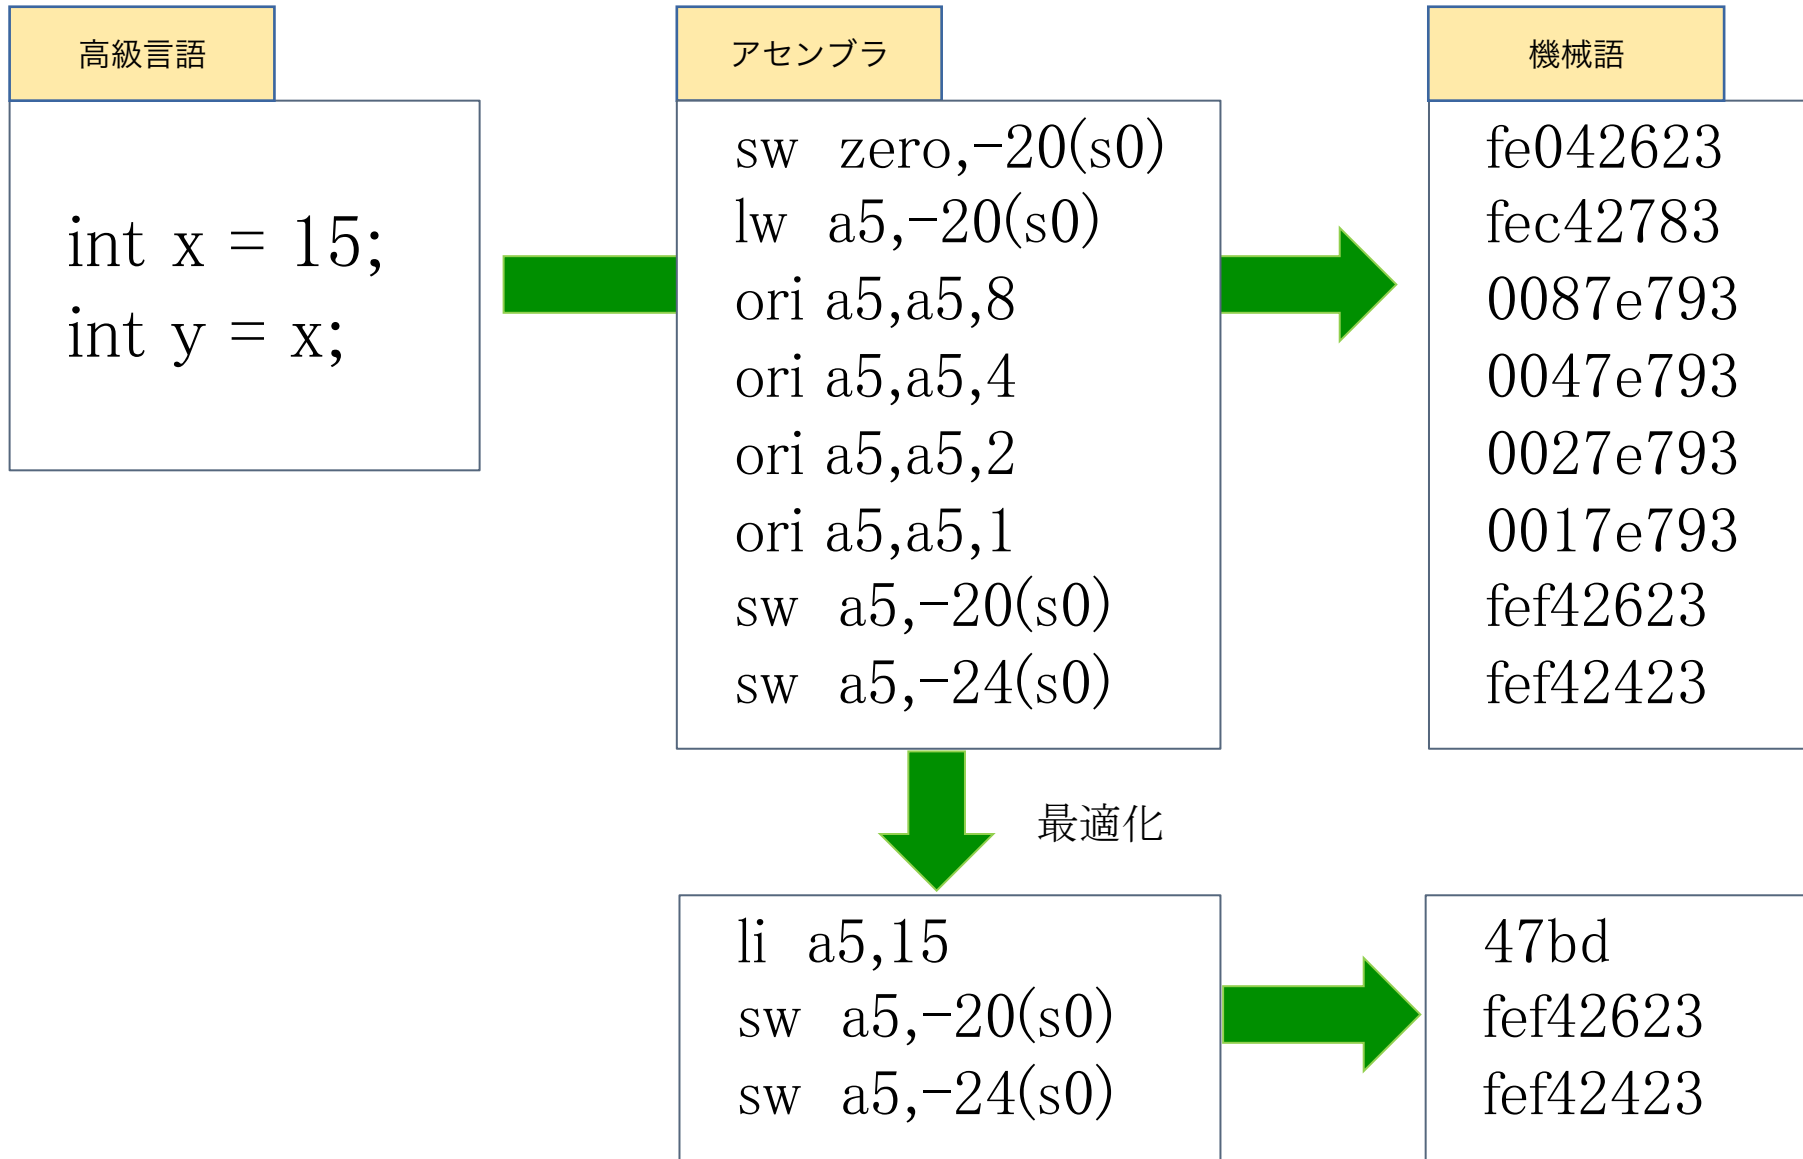 高級言語
int x = 15;
int y = x;
アセンブラ
sw zero,-20(s0)
lw a5,-20(s0)
ori a5,a5,8
ori a5,a5,4
ori a5,a5,2
ori a5,a5,1
sw a5,-20(s0)
sw a5,-24(s0)
機械語
fe042623
fec42783
0087e793
0047e793
0027e793
0017e793
fef42623
fef42423
最適化
li a5,15
sw a5,-20(s0)
sw a5,-24(s0)
47bd
fef42623
fef42423